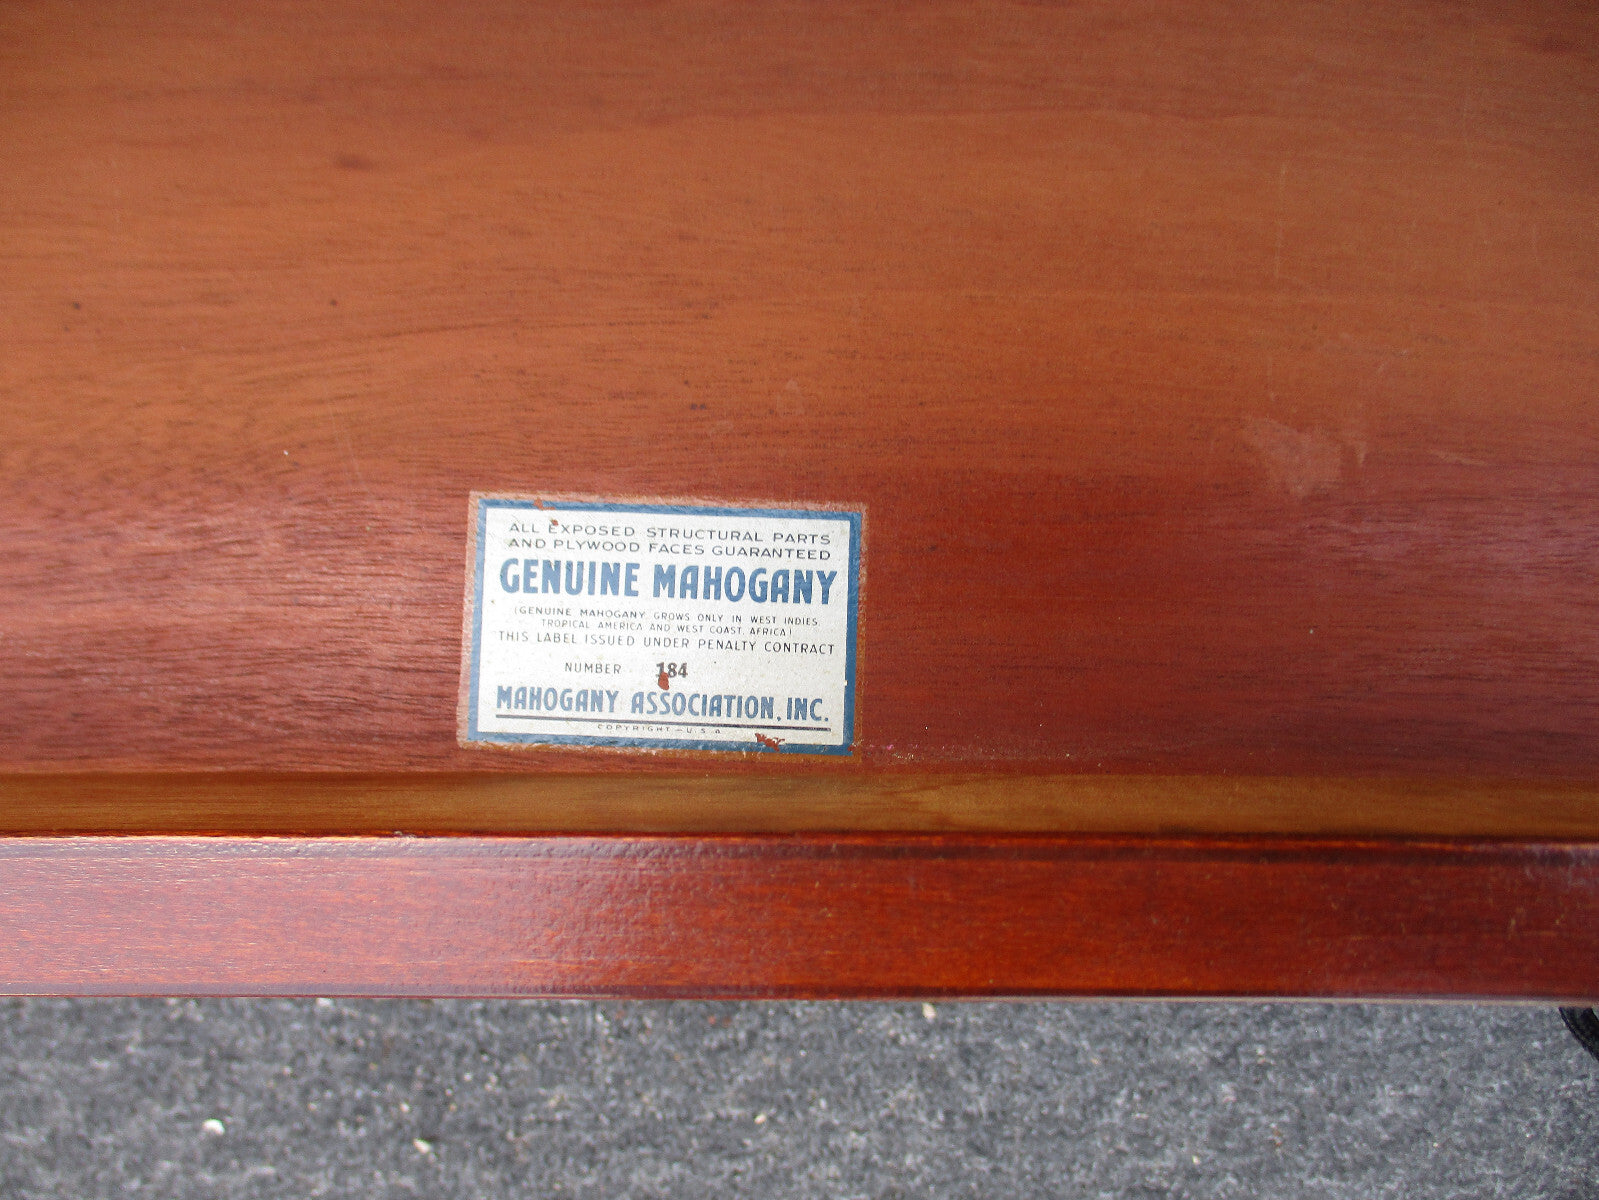 ALL EXPOSED STRUCTURAL PARTS
AND PLYWOOD FACES GUARANTEED
GENUINE MAHOGANY
(GENUINE MAHOGANY GROWS ONLY IN WEST INDIES
TROPICAL AMERICA AND WEST COAST, AFRICA)
THIS LABEL ISSUED UNDER PENALTY CONTRACT
NUMBER 184
MAHOGANY ASSOCIATION, INC.
COPYRIGHT - U.S.A.